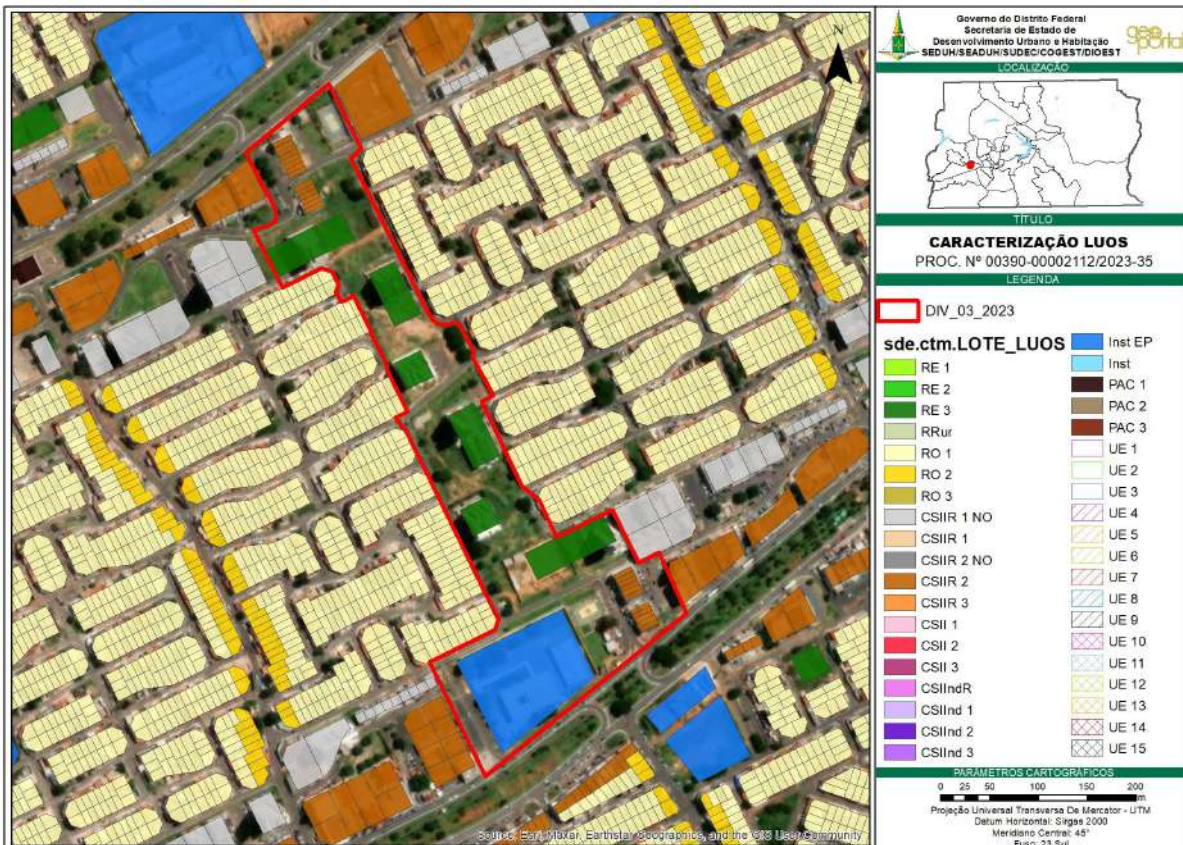 Governo do Distrito Federal
Secretaria de Estado de
Desenvolvimento Urbano e Habitação
SEDUH/SEADUH/SUDEC/COGEST/DIOEST
geo
portal
LOCALIZAÇÃO
TÍTULO
CARACTERIZAÇÃO LUOS
PROC. Nº 00390-00002112/2023-35
LEGENDA
DIV_03_2023
sde.ctm.LOTE_LUOS
RE 1
RE 2
RE 3
RRur
RO 1
RO 2
RO 3
CSIIR 1 NO
CSIIR 1
CSIIR 2 NO
CSIIR 2
CSIIR 3
CSII 1
CSII 2
CSII 3
CSIIndR
CSIInd 1
CSIInd 2
CSIInd 3
Inst EP
Inst
PAC 1
PAC 2
PAC 3
UE 1
UE 2
UE 3
UE 4
UE 5
UE 6
UE 7
UE 8
UE 9
UE 10
UE 11
UE 12
UE 13
UE 14
UE 15
PARÂMETROS CARTOGRÁFICOS
0 25 50 100 150 200
m
Projeção Universal Transversa De Mercator - UTM
Datum Horizontal: Sirgas 2000
Meridiano Central: 45°
Fuso: 23 Sul
N
Source: Esri, Maxar, Earthstar Geographics, and the GIS User Community